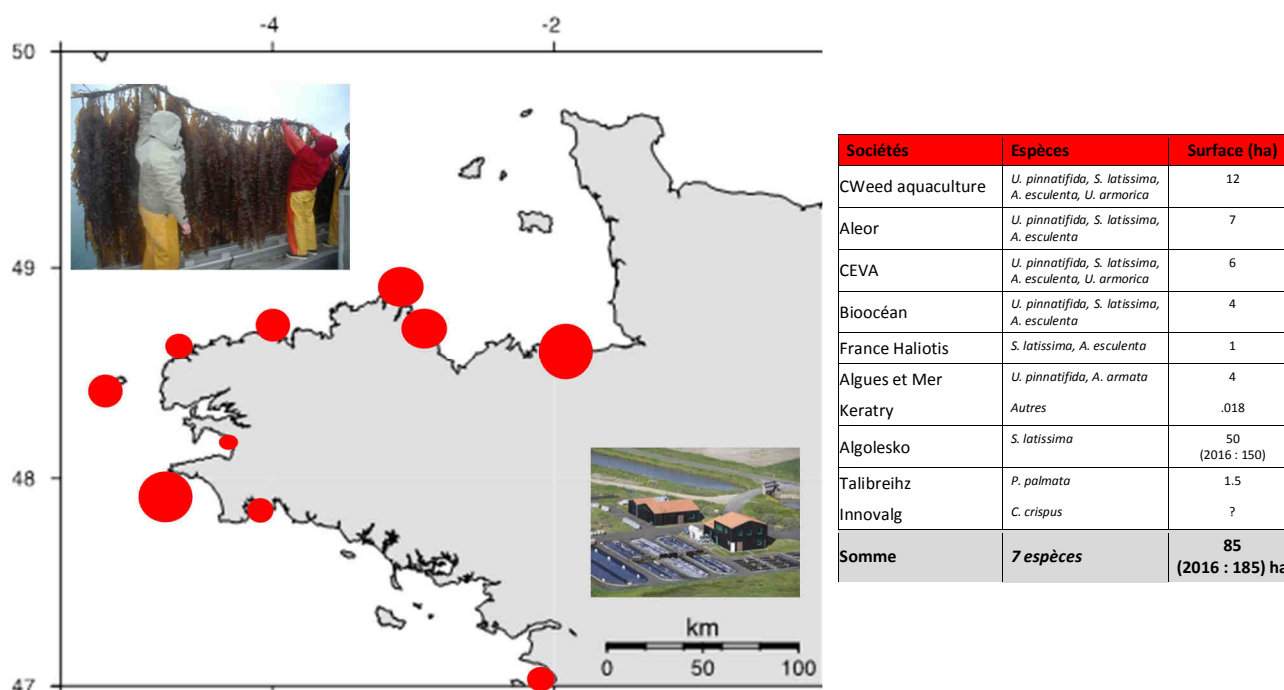 -4 -2
50
49
48
47
km
0 50 100
Sociétés Espèces Surface (ha)
CWeed aquaculture U. pinnatifida, S. latissima, 12
A. esculenta, U. armorica
Aleor U. pinnatifida, S. latissima, 7
A. esculenta
CEVA U. pinnatifida, S. latissima, 6
A. esculenta, U. armorica
Bioocéan U. pinnatifida, S. latissima, 4
A. esculenta
France Haliotis S. latissima, A. esculenta 1
Algues et Mer U. pinnatifida, A. armata 4
Keratry Autres .018
Algolesko S. latissima 50
(2016 : 150)
Talibreihz P. palmata 1.5
Innovalg C. crispus ?
Somme 7 espèces 85
(2016 : 185) ha